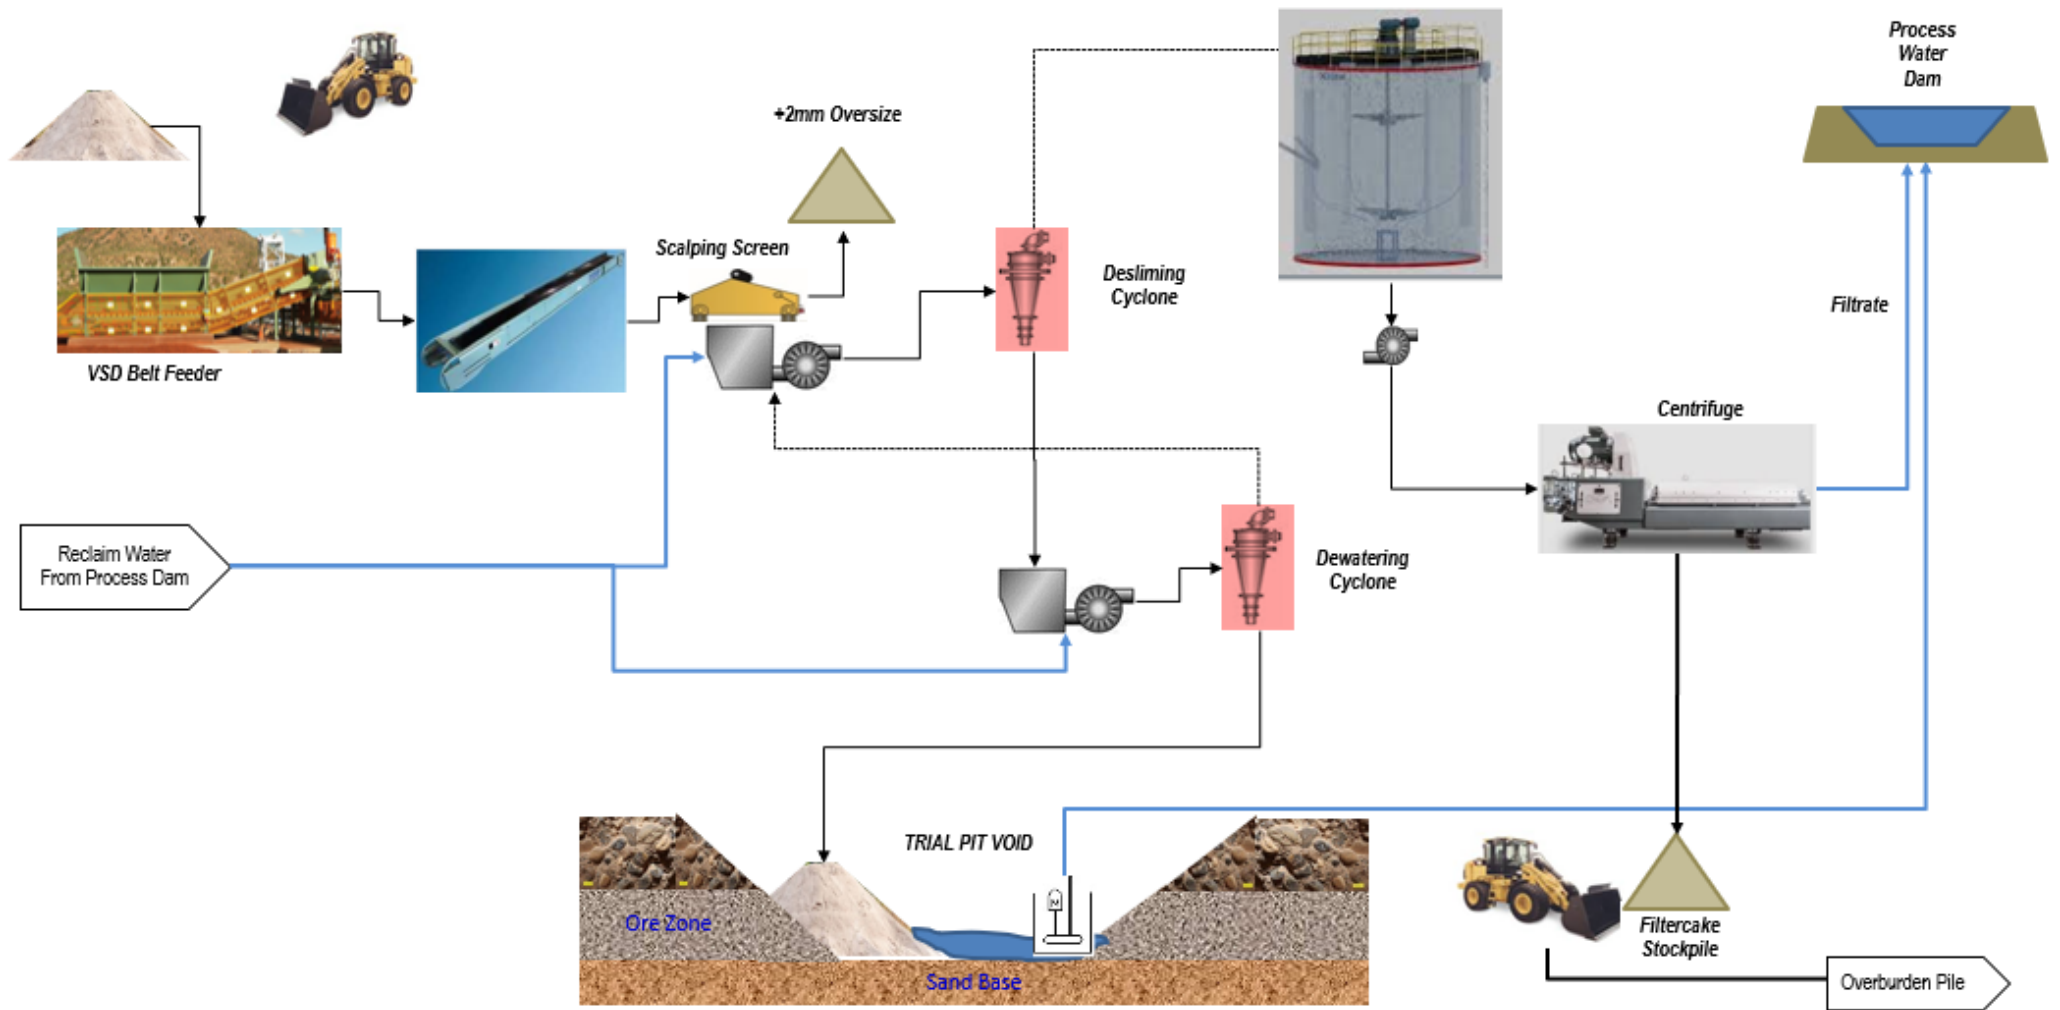 Process
Water
Dam
+2mm Oversize
Scalping Screen
Desliming
Cyclone
Filtrate
VSD Belt Feeder
Centrifuge
Reclaim Water
From Process Dam
Dewatering
Cyclone
TRIAL PIT VOID
M
Ore Zone
Sand Base
Filtercake
Stockpile
Overburden Pile